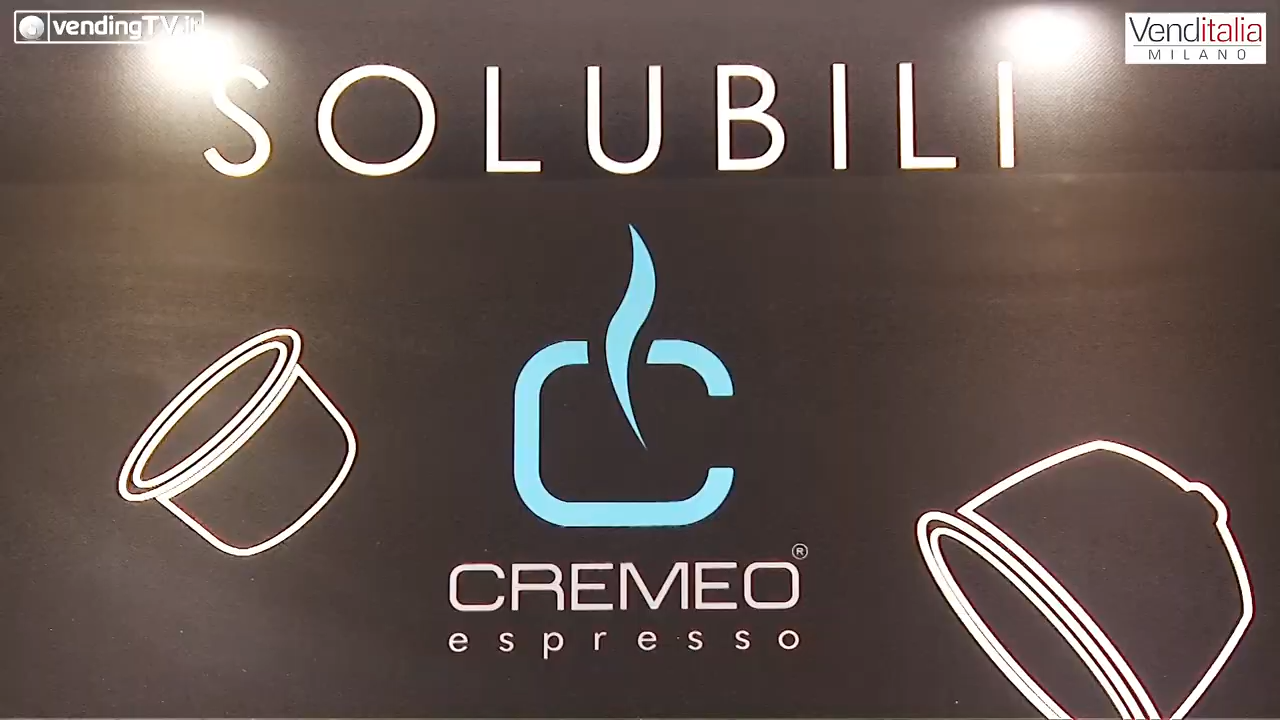 vendingTV.it
Venditalia
MILANO
SOLUBILI
CREMEO®
espresso